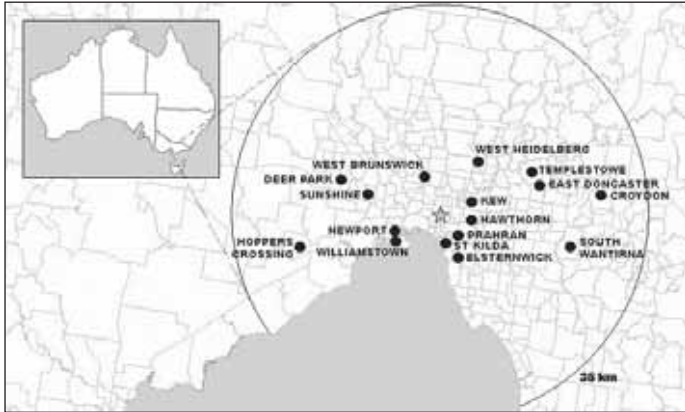 WEST HEIDELBERG
WEST BRUNSWICK
TEMPLESTOWE
DEER PARK
EAST DONCASTER
SUNSHINE
CROYDON
KEW
HAWTHORN
NEWPORT
PRAHRAN
HOPPERS
CROSSING
WILLIAMSTOWN
ST KILDA
SOUTH
WANTIRNA
ELSTERNWICK
35 km